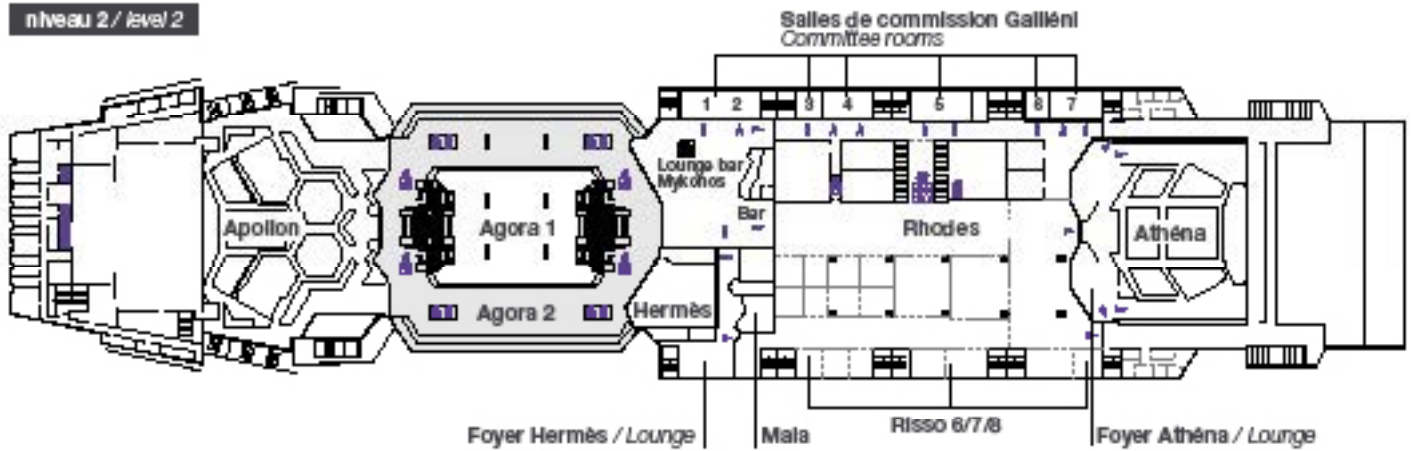 niveau 2 / level 2
Salles de commission Galliéni
Committee rooms
1 2 3 4 5 6 7
Lounge bar
Mykonos
Bar
Apollon
Agora 1
Rhodes
Athéna
Agora 2
Hermès
Foyer Hermès / Lounge
Maia
Risso 6/7/8
Foyer Athéna / Lounge